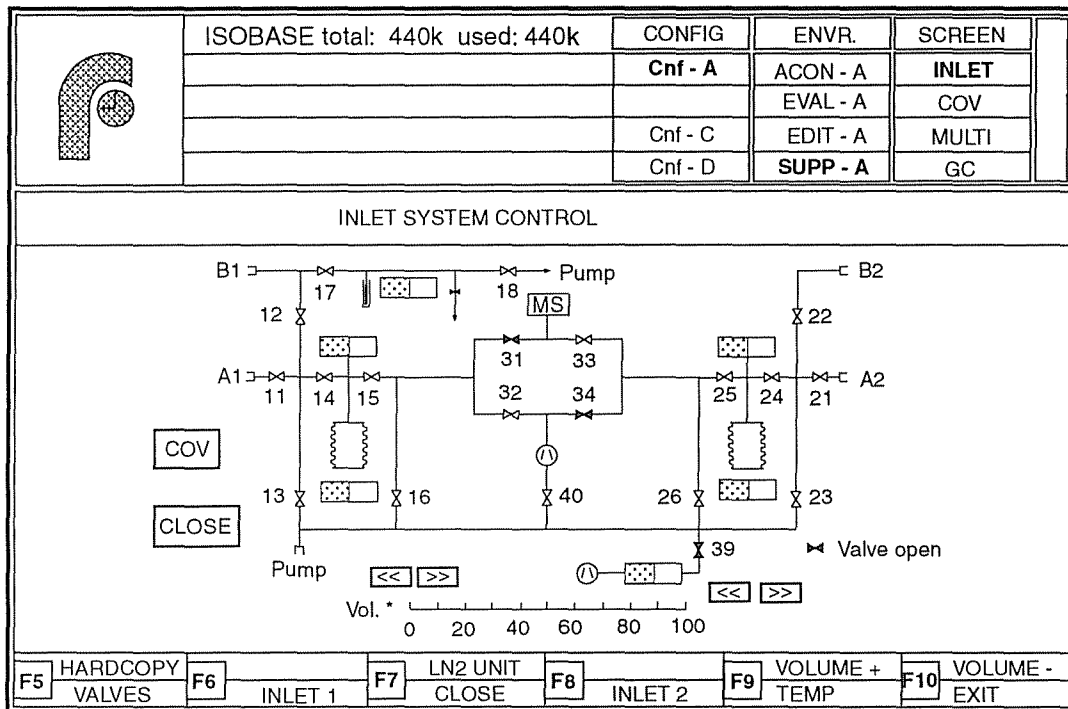 ISOBASE total: 440k used: 440k CONFIG ENVR. SCREEN
Cnf - A ACON - A INLET
EVAL - A COV
Cnf - C EDIT - A MULTI
Cnf - D SUPP - A GC
INLET SYSTEM CONTROL
B1 17 18 Pump B2
12 MS 22
31 33
A1 11 14 15 32 34 25 24 21 A2
COV
13 16 40 26 23
CLOSE
39 Valve open
Pump << >> << >>
Vol. *
0 20 40 60 80 100
F5 HARDCOPY F6 F7 LN2 UNIT F8 F9 VOLUME + F10 VOLUME -
VALVES INLET 1 CLOSE INLET 2 TEMP EXIT